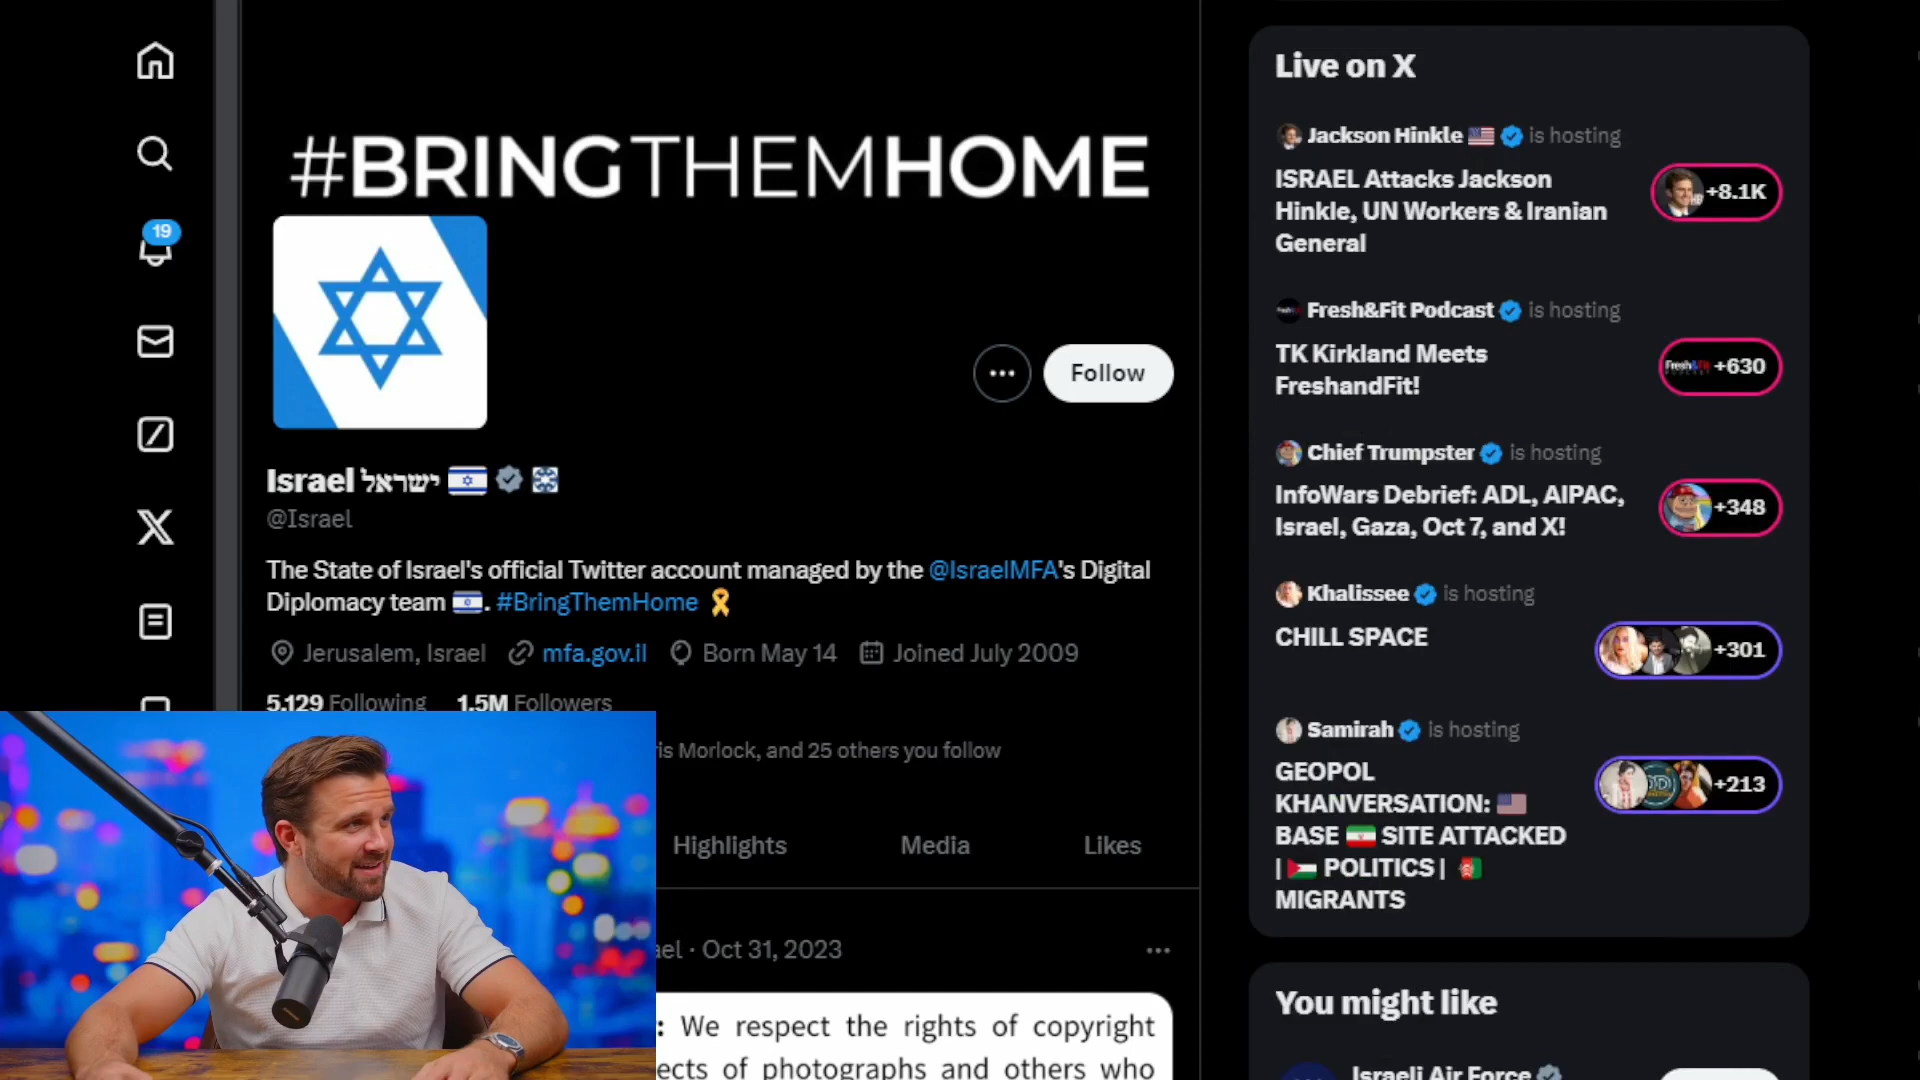 #BRINGTHEMHOME
19
Follow
Israel ישראל
@Israel
The State of Israel's official Twitter account managed by the @IsraelMFA's Digital
Diplomacy team. #BringThemHome
Jerusalem, Israel mfa.gov.il Born May 14 Joined July 2009
5,129 Following 1.5M Followers
Morlock, and 25 others you follow
Highlights Media Likes
· Oct 31, 2023
: We respect the rights of copyright
of photographs and others who
Live on X
Jackson Hinkle is hosting
ISRAEL Attacks Jackson
Hinkle, UN Workers & Iranian
General
+8.1K
Fresh&Fit Podcast is hosting
TK Kirkland Meets
FreshandFit!
+630
Chief Trumpster is hosting
InfoWars Debrief: ADL, AIPAC,
Israel, Gaza, Oct 7, and X!
+348
Khalissee is hosting
CHILL SPACE
+301
Samirah is hosting
GEOPOL
KHANVERSATION: 🇺🇸
BASE 🇮🇷 SITE ATTACKED
| 🇵🇸 POLITICS | 🇦🇫
MIGRANTS
+213
You might like
Israeli Air Force